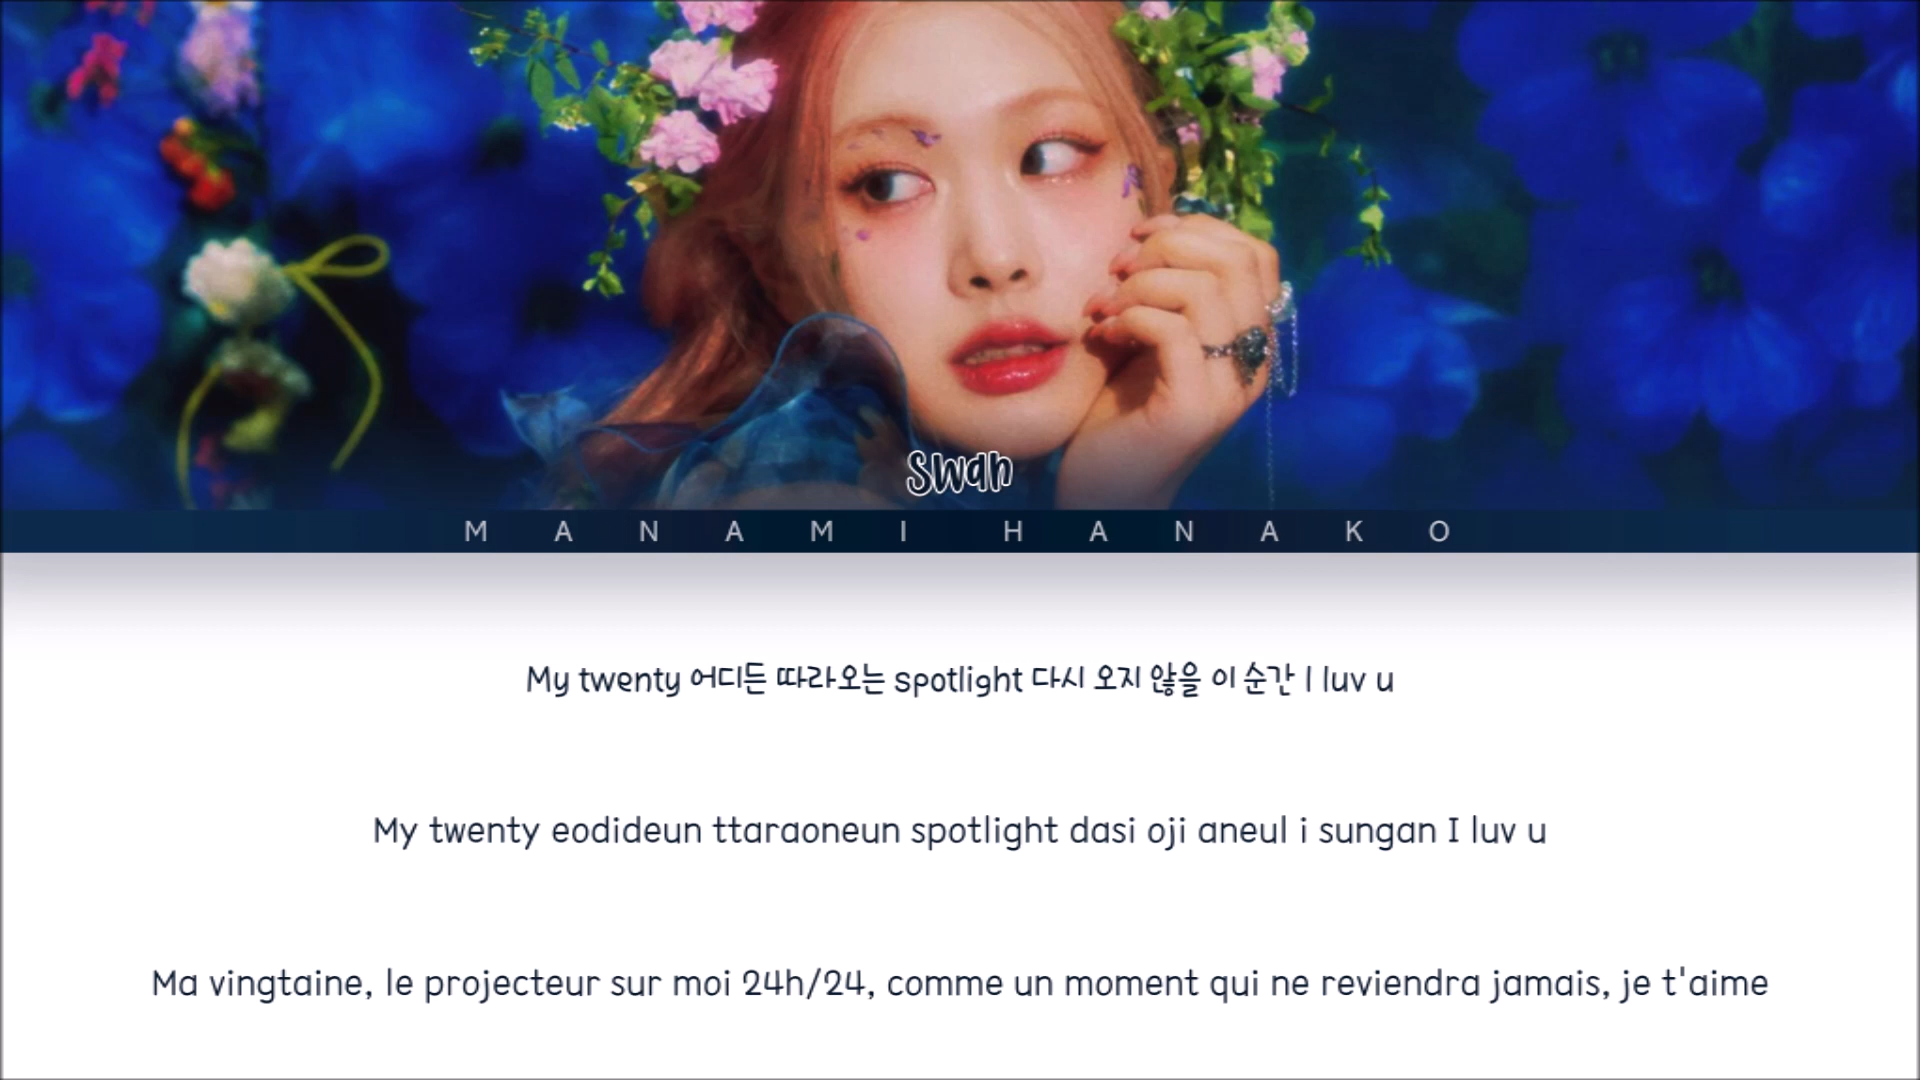 Swan
MANAMI HANAKO
My twenty 어디든 따라오는 spotlight 다시 오지 않을 이 순간 I luv u
My twenty eodideun ttaraoneun spotlight dasi oji aneul i sungan I luv u
Ma vingtaine, le projecteur sur moi 24h/24, comme un moment qui ne reviendra jamais, je t'aime